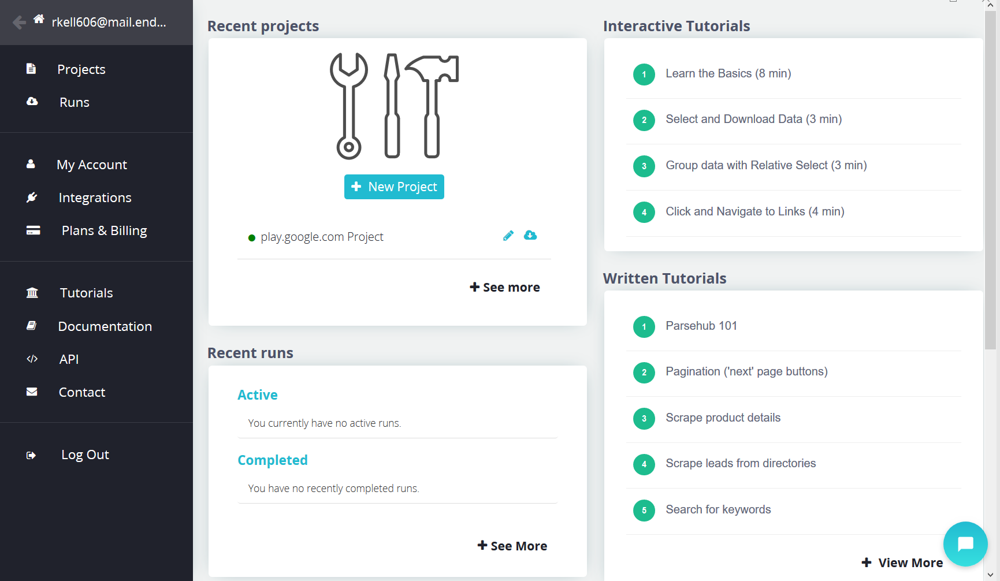 rkell606@mail.end...
Projects
Runs
My Account
Integrations
Plans & Billing
Tutorials
Documentation
API
Contact
Log Out
Recent projects
New Project
play.google.com Project
See more
Recent runs
Active
You currently have no active runs.
Completed
You have no recently completed runs.
See More
Interactive Tutorials
1 Learn the Basics (8 min)
2 Select and Download Data (3 min)
3 Group data with Relative Select (3 min)
4 Click and Navigate to Links (4 min)
Written Tutorials
1 Parsehub 101
2 Pagination ('next' page buttons)
3 Scrape product details
4 Scrape leads from directories
5 Search for keywords
View More